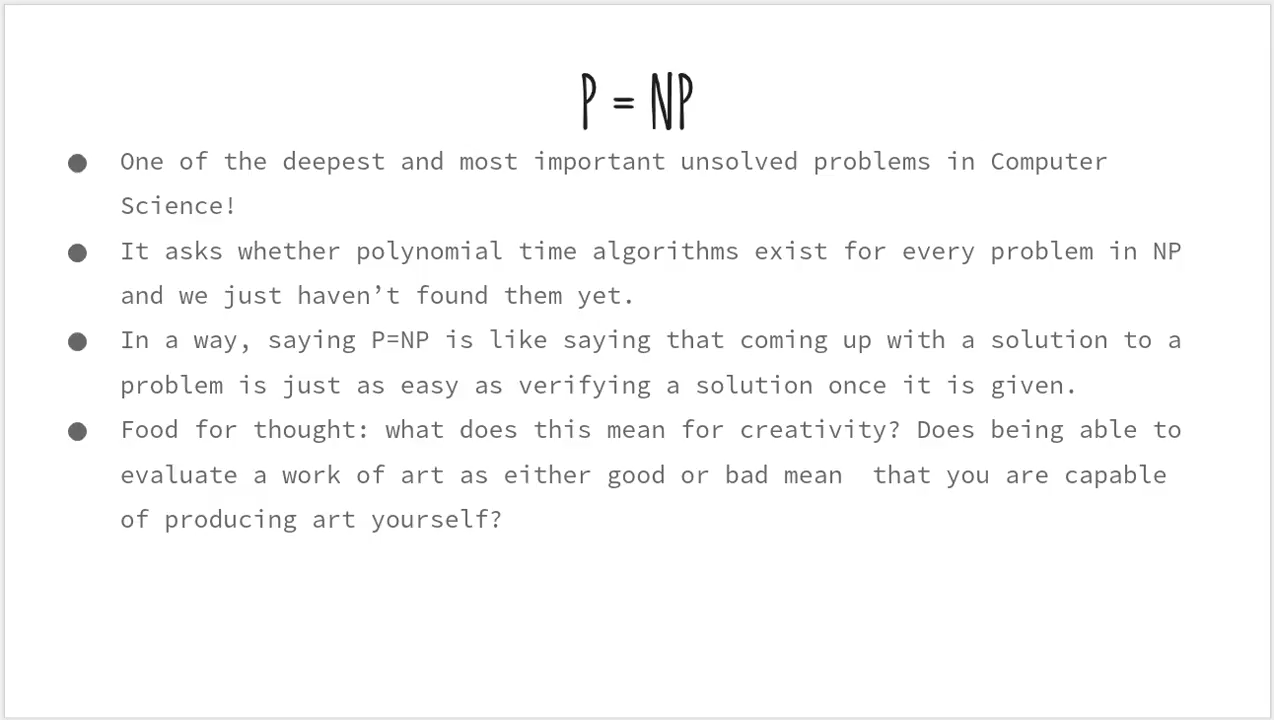 P = NP
● One of the deepest and most important unsolved problems in Computer
Science!
● It asks whether polynomial time algorithms exist for every problem in NP
and we just haven’t found them yet.
● In a way, saying P=NP is like saying that coming up with a solution to a
problem is just as easy as verifying a solution once it is given.
● Food for thought: what does this mean for creativity? Does being able to
evaluate a work of art as either good or bad mean  that you are capable
of producing art yourself?